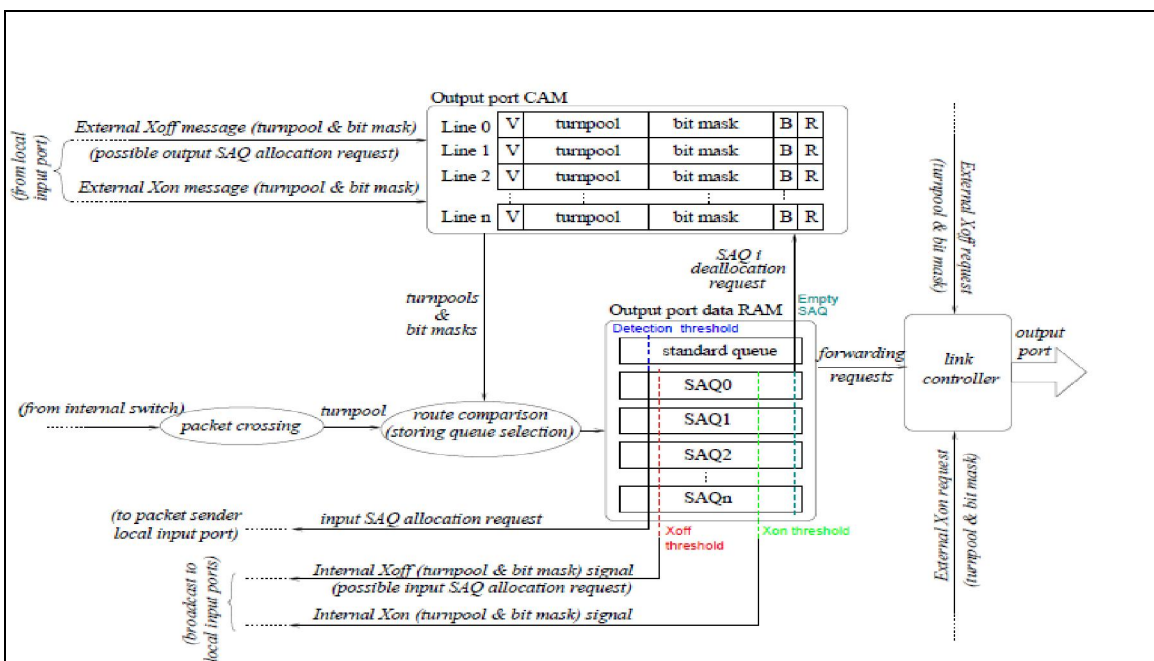 Output port CAM
External Xoff message (turnpool & bit mask)
(possible output SAQ allocation request)
External Xon message (turnpool & bit mask)
(from local
input port)
Line 0 V turnpool bit mask B R
Line 1 V turnpool bit mask B R
Line 2 V turnpool bit mask B R
Line n V turnpool bit mask B R
External Xoff request
(turnpool & bit mask)
turnpools
&
bit masks
SAQ i
deallocation
request
Empty
SAQ
Output port data RAM
Detection threshold
standard queue
SAQ0
SAQ1
SAQ2
SAQn
forwarding
requests
link
controller
output
port
(from internal switch)
packet crossing
turnpool
route comparison
(storing queue selection)
Xoff
threshold
Xon threshold
(to packet sender
local input port)
input SAQ allocation request
Internal Xoff (turnpool & bit mask) signal
(possible input SAQ allocation request)
Internal Xon (turnpool & bit mask) signal
(broadcast to
local input ports)
External Xon request
(turnpool & bit mask)